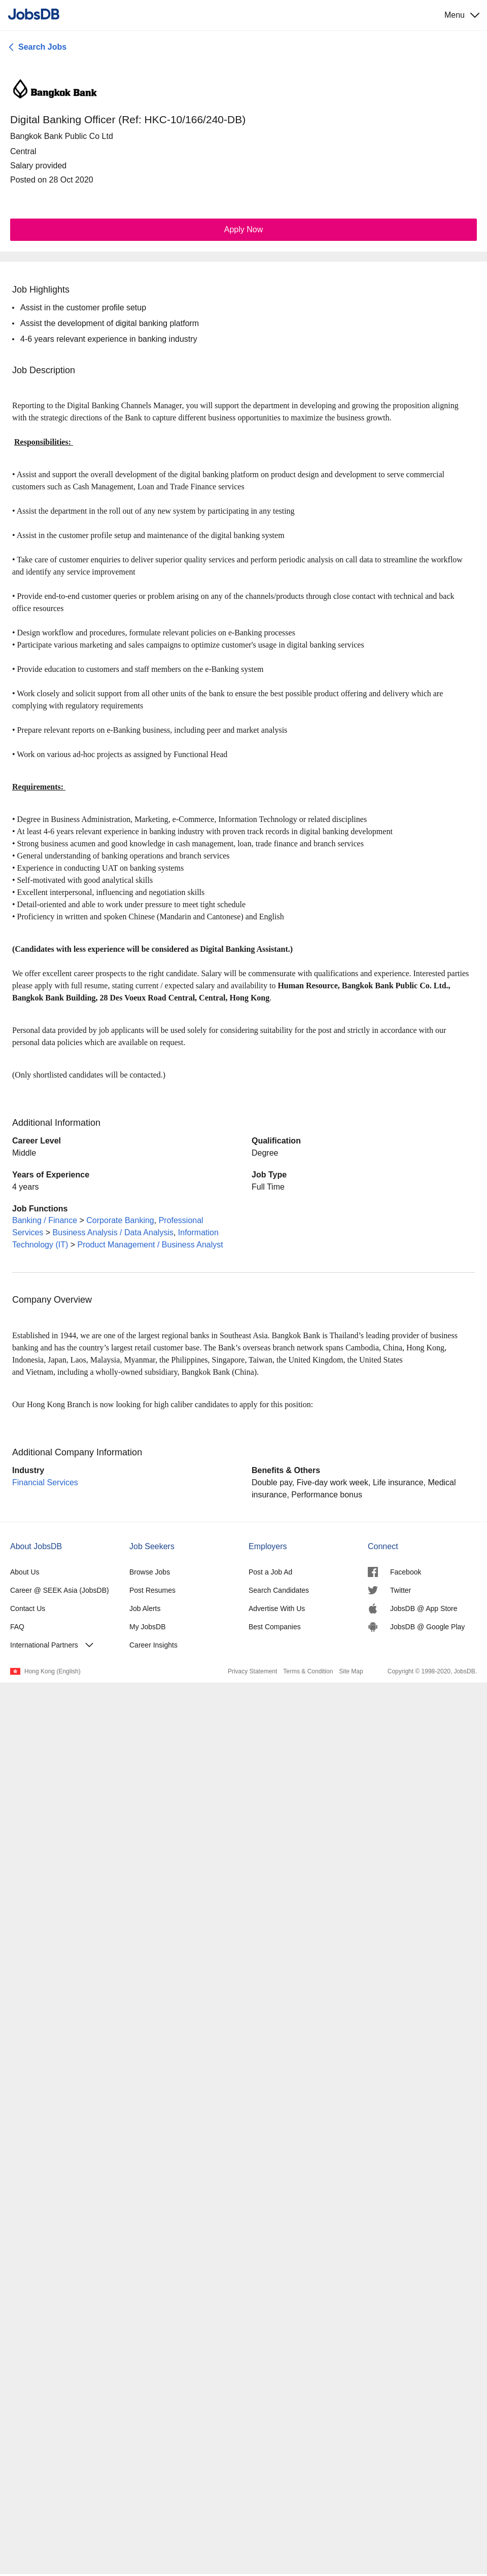 JobsDB
Menu
Search Jobs
Bangkok Bank
Digital Banking Officer (Ref: HKC-10/166/240-DB)
Bangkok Bank Public Co Ltd
Central
Salary provided
Posted on 28 Oct 2020
Apply Now
Job Highlights
• Assist in the customer profile setup
• Assist the development of digital banking platform
• 4-6 years relevant experience in banking industry
Job Description
Reporting to the Digital Banking Channels Manager, you will support the department in developing and growing the proposition aligning
with the strategic directions of the Bank to capture different business opportunities to maximize the business growth.
Responsibilities:
• Assist and support the overall development of the digital banking platform on product design and development to serve commercial
customers such as Cash Management, Loan and Trade Finance services
• Assist the department in the roll out of any new system by participating in any testing
• Assist in the customer profile setup and maintenance of the digital banking system
• Take care of customer enquiries to deliver superior quality services and perform periodic analysis on call data to streamline the workflow
and identify any service improvement
• Provide end-to-end customer queries or problem arising on any of the channels/products through close contact with technical and back
office resources
• Design workflow and procedures, formulate relevant policies on e-Banking processes
• Participate various marketing and sales campaigns to optimize customer's usage in digital banking services
• Provide education to customers and staff members on the e-Banking system
• Work closely and solicit support from all other units of the bank to ensure the best possible product offering and delivery which are
complying with regulatory requirements
• Prepare relevant reports on e-Banking business, including peer and market analysis
• Work on various ad-hoc projects as assigned by Functional Head
Requirements:
• Degree in Business Administration, Marketing, e-Commerce, Information Technology or related disciplines
• At least 4-6 years relevant experience in banking industry with proven track records in digital banking development
• Strong business acumen and good knowledge in cash management, loan, trade finance and branch services
• General understanding of banking operations and branch services
• Experience in conducting UAT on banking systems
• Self-motivated with good analytical skills
• Excellent interpersonal, influencing and negotiation skills
• Detail-oriented and able to work under pressure to meet tight schedule
• Proficiency in written and spoken Chinese (Mandarin and Cantonese) and English
(Candidates with less experience will be considered as Digital Banking Assistant.)
We offer excellent career prospects to the right candidate. Salary will be commensurate with qualifications and experience. Interested parties
please apply with full resume, stating current / expected salary and availability to Human Resource, Bangkok Bank Public Co. Ltd.,
Bangkok Bank Building, 28 Des Voeux Road Central, Central, Hong Kong.
Personal data provided by job applicants will be used solely for considering suitability for the post and strictly in accordance with our
personal data policies which are available on request.
(Only shortlisted candidates will be contacted.)
Additional Information
Career Level
Middle
Qualification
Degree
Years of Experience
4 years
Job Type
Full Time
Job Functions
Banking / Finance > Corporate Banking, Professional
Services > Business Analysis / Data Analysis, Information
Technology (IT) > Product Management / Business Analyst
Company Overview
Established in 1944, we are one of the largest regional banks in Southeast Asia. Bangkok Bank is Thailand’s leading provider of business
banking and has the country’s largest retail customer base. The Bank’s overseas branch network spans Cambodia, China, Hong Kong,
Indonesia, Japan, Laos, Malaysia, Myanmar, the Philippines, Singapore, Taiwan, the United Kingdom, the United States
and Vietnam, including a wholly-owned subsidiary, Bangkok Bank (China).
Our Hong Kong Branch is now looking for high caliber candidates to apply for this position:
Additional Company Information
Industry
Financial Services
Benefits & Others
Double pay, Five-day work week, Life insurance, Medical
insurance, Performance bonus
About JobsDB
About Us
Career @ SEEK Asia (JobsDB)
Contact Us
FAQ
International Partners
Job Seekers
Browse Jobs
Post Resumes
Job Alerts
My JobsDB
Career Insights
Employers
Post a Job Ad
Search Candidates
Advertise With Us
Best Companies
Connect
Facebook
Twitter
JobsDB @ App Store
JobsDB @ Google Play
Hong Kong (English)
Privacy Statement Terms & Condition Site Map
Copyright © 1998-2020, JobsDB.